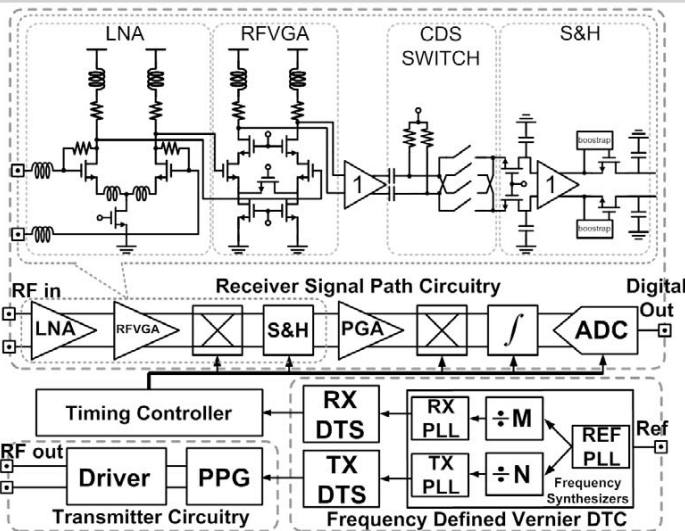 LNA
RFVGA
CDS
SWITCH
S&H
1
1
boostrap
boostrap
RF in
Receiver Signal Path Circuitry
Digital
Out
LNA
RFVGA
S&H
PGA
∫
ADC
Timing Controller
RX
DTS
RX
PLL
÷M
REF
PLL
Ref
RF out
Driver
PPG
TX
DTS
TX
PLL
÷N
Frequency
Synthesizers
Transmitter Circuitry
Frequency Defined Vernier DTC